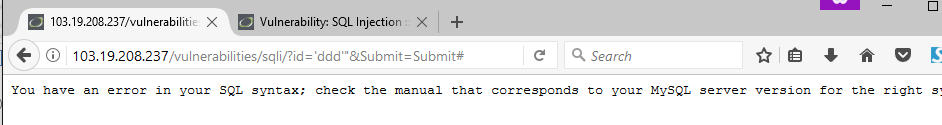 103.19.208.237/vulnerabilitie
Vulnerability: SQL Injection :
103.19.208.237/vulnerabilities/sqli/?id='ddd'"&Submit=Submit#
Search
You have an error in your SQL syntax; check the manual that corresponds to your MySQL server version for the right sy